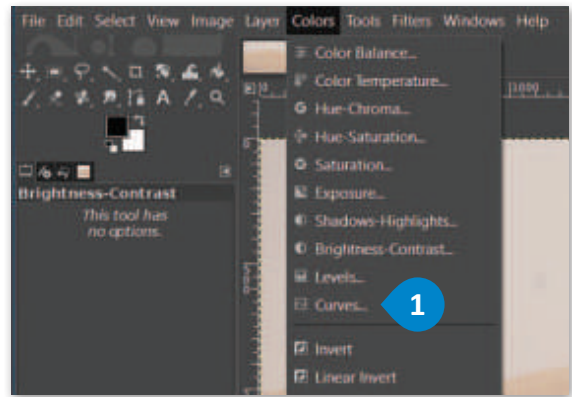 File Edit Select View Image Layer Colors Tools Filters Windows Help
Color Balance...
Color Temperature...
Hue-Chroma...
Hue-Saturation...
Saturation...
Exposure...
Shadows-Highlights...
Brightness-Contrast...
Levels...
Curves...
1
Invert
Linear Invert
Brightness-Contrast
This tool has
no options.